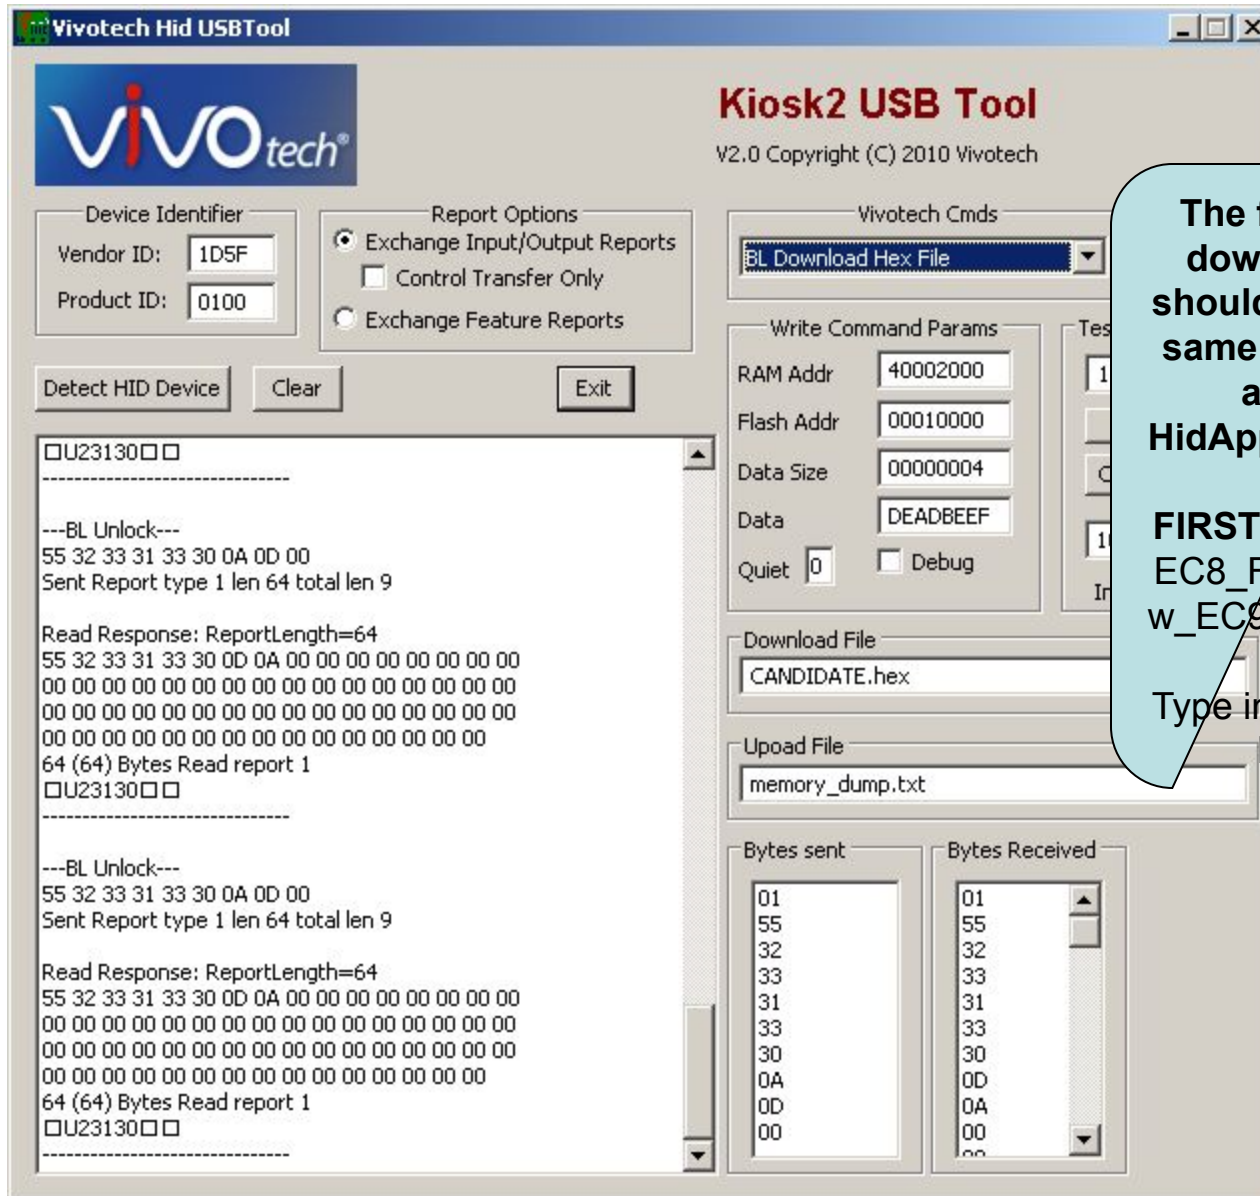 Vivotech Hid USBTool
ViVOtech®
Kiosk2 USB Tool
V2.0 Copyright (C) 2010 Vivotech
Device Identifier
Vendor ID: 1D5F
Product ID: 0100
Report Options
Exchange Input/Output Reports
Control Transfer Only
Exchange Feature Reports
Detect HID Device Clear Exit
U23130
------------------------------
---BL Unlock---
55 32 33 31 33 30 0A 0D 00
Sent Report type 1 len 64 total len 9
Read Response: ReportLength=64
55 32 33 31 33 30 0D 0A 00 00 00 00 00 00 00 00
00 00 00 00 00 00 00 00 00 00 00 00 00 00 00 00
00 00 00 00 00 00 00 00 00 00 00 00 00 00 00 00
00 00 00 00 00 00 00 00 00 00 00 00 00 00 00
64 (64) Bytes Read report 1
U23130
------------------------------
---BL Unlock---
55 32 33 31 33 30 0A 0D 00
Sent Report type 1 len 64 total len 9
Read Response: ReportLength=64
55 32 33 31 33 30 0D 0A 00 00 00 00 00 00 00 00
00 00 00 00 00 00 00 00 00 00 00 00 00 00 00 00
00 00 00 00 00 00 00 00 00 00 00 00 00 00 00 00
00 00 00 00 00 00 00 00 00 00 00 00 00 00 00
64 (64) Bytes Read report 1
U23130
------------------------------
Vivotech Cmds
BL Download Hex File
Write Command Params
RAM Addr 40002000
Flash Addr 00010000
Data Size 00000004
Data DEADBEEF
Quiet 0 Debug
Download File
CANDIDATE.hex
Upoad File
memory_dump.txt
Bytes sent
01
55
32
33
31
33
30
0A
0D
00
Bytes Received
01
55
32
33
31
33
30
0D
0A
00
The
same
FIRST
Type